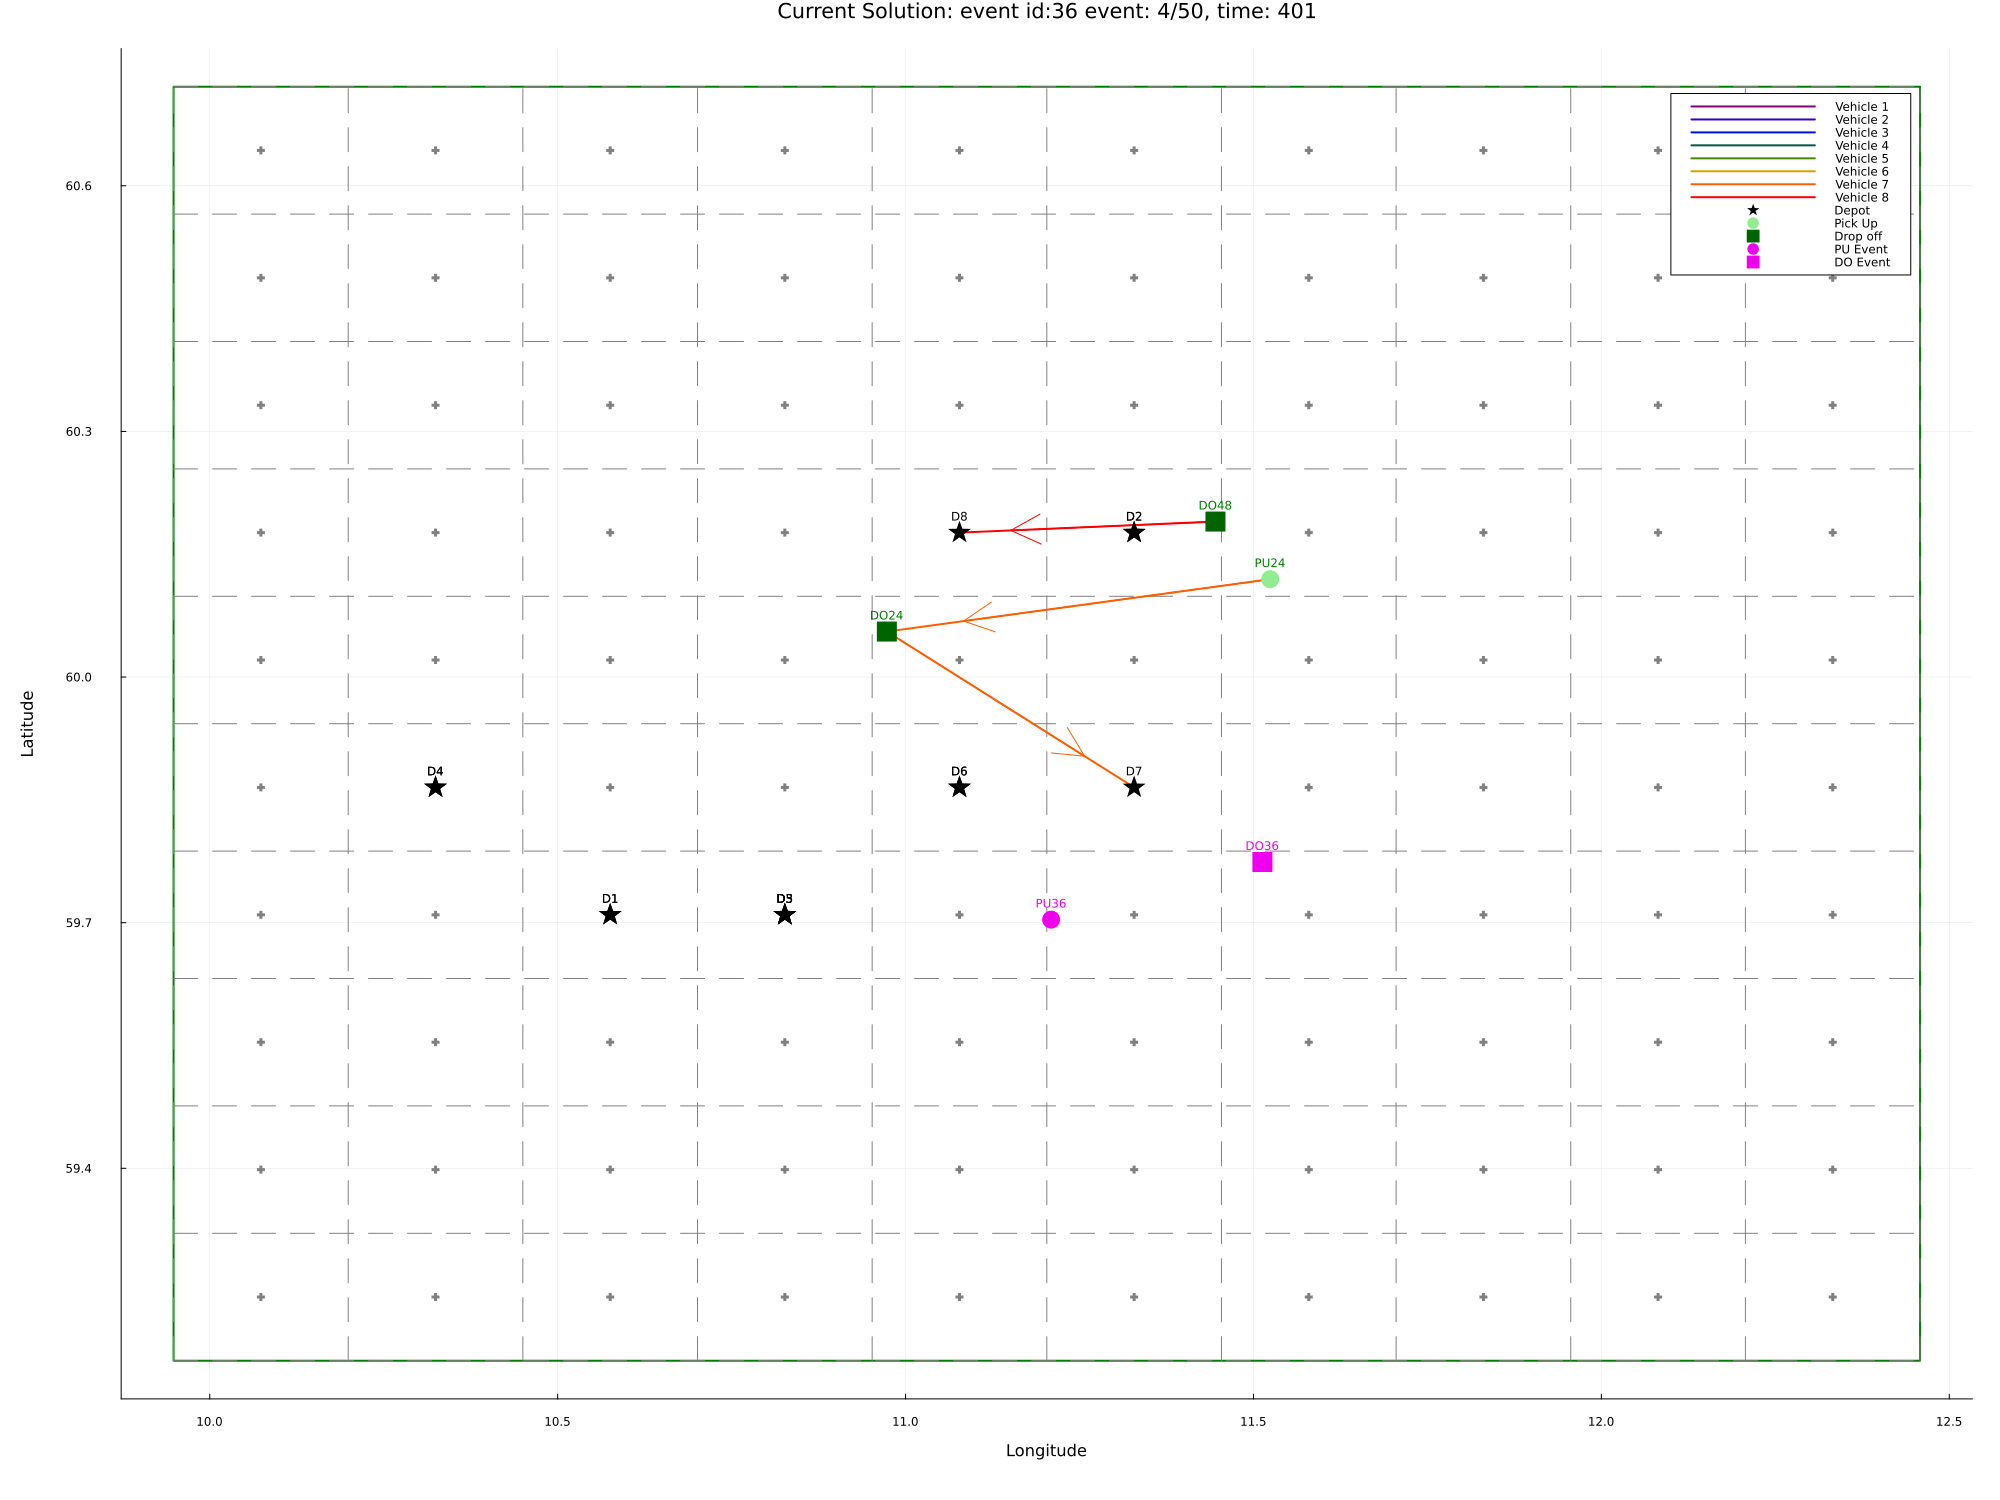 Current Solution: event id:36 event: 4/50, time: 401
Vehicle 1
Vehicle 2
Vehicle 3
Vehicle 4
Vehicle 5
Vehicle 6
Vehicle 7
Vehicle 8
Depot
Pick Up
Drop off
PU Event
DO Event
60.6
60.3
60.0
59.7
59.4
Latitude
DO48
D8
D2
PU24
DO24
D4
D6
D7
DO36
D1
PU36
10.0
10.5
11.0
11.5
12.0
12.5
Longitude